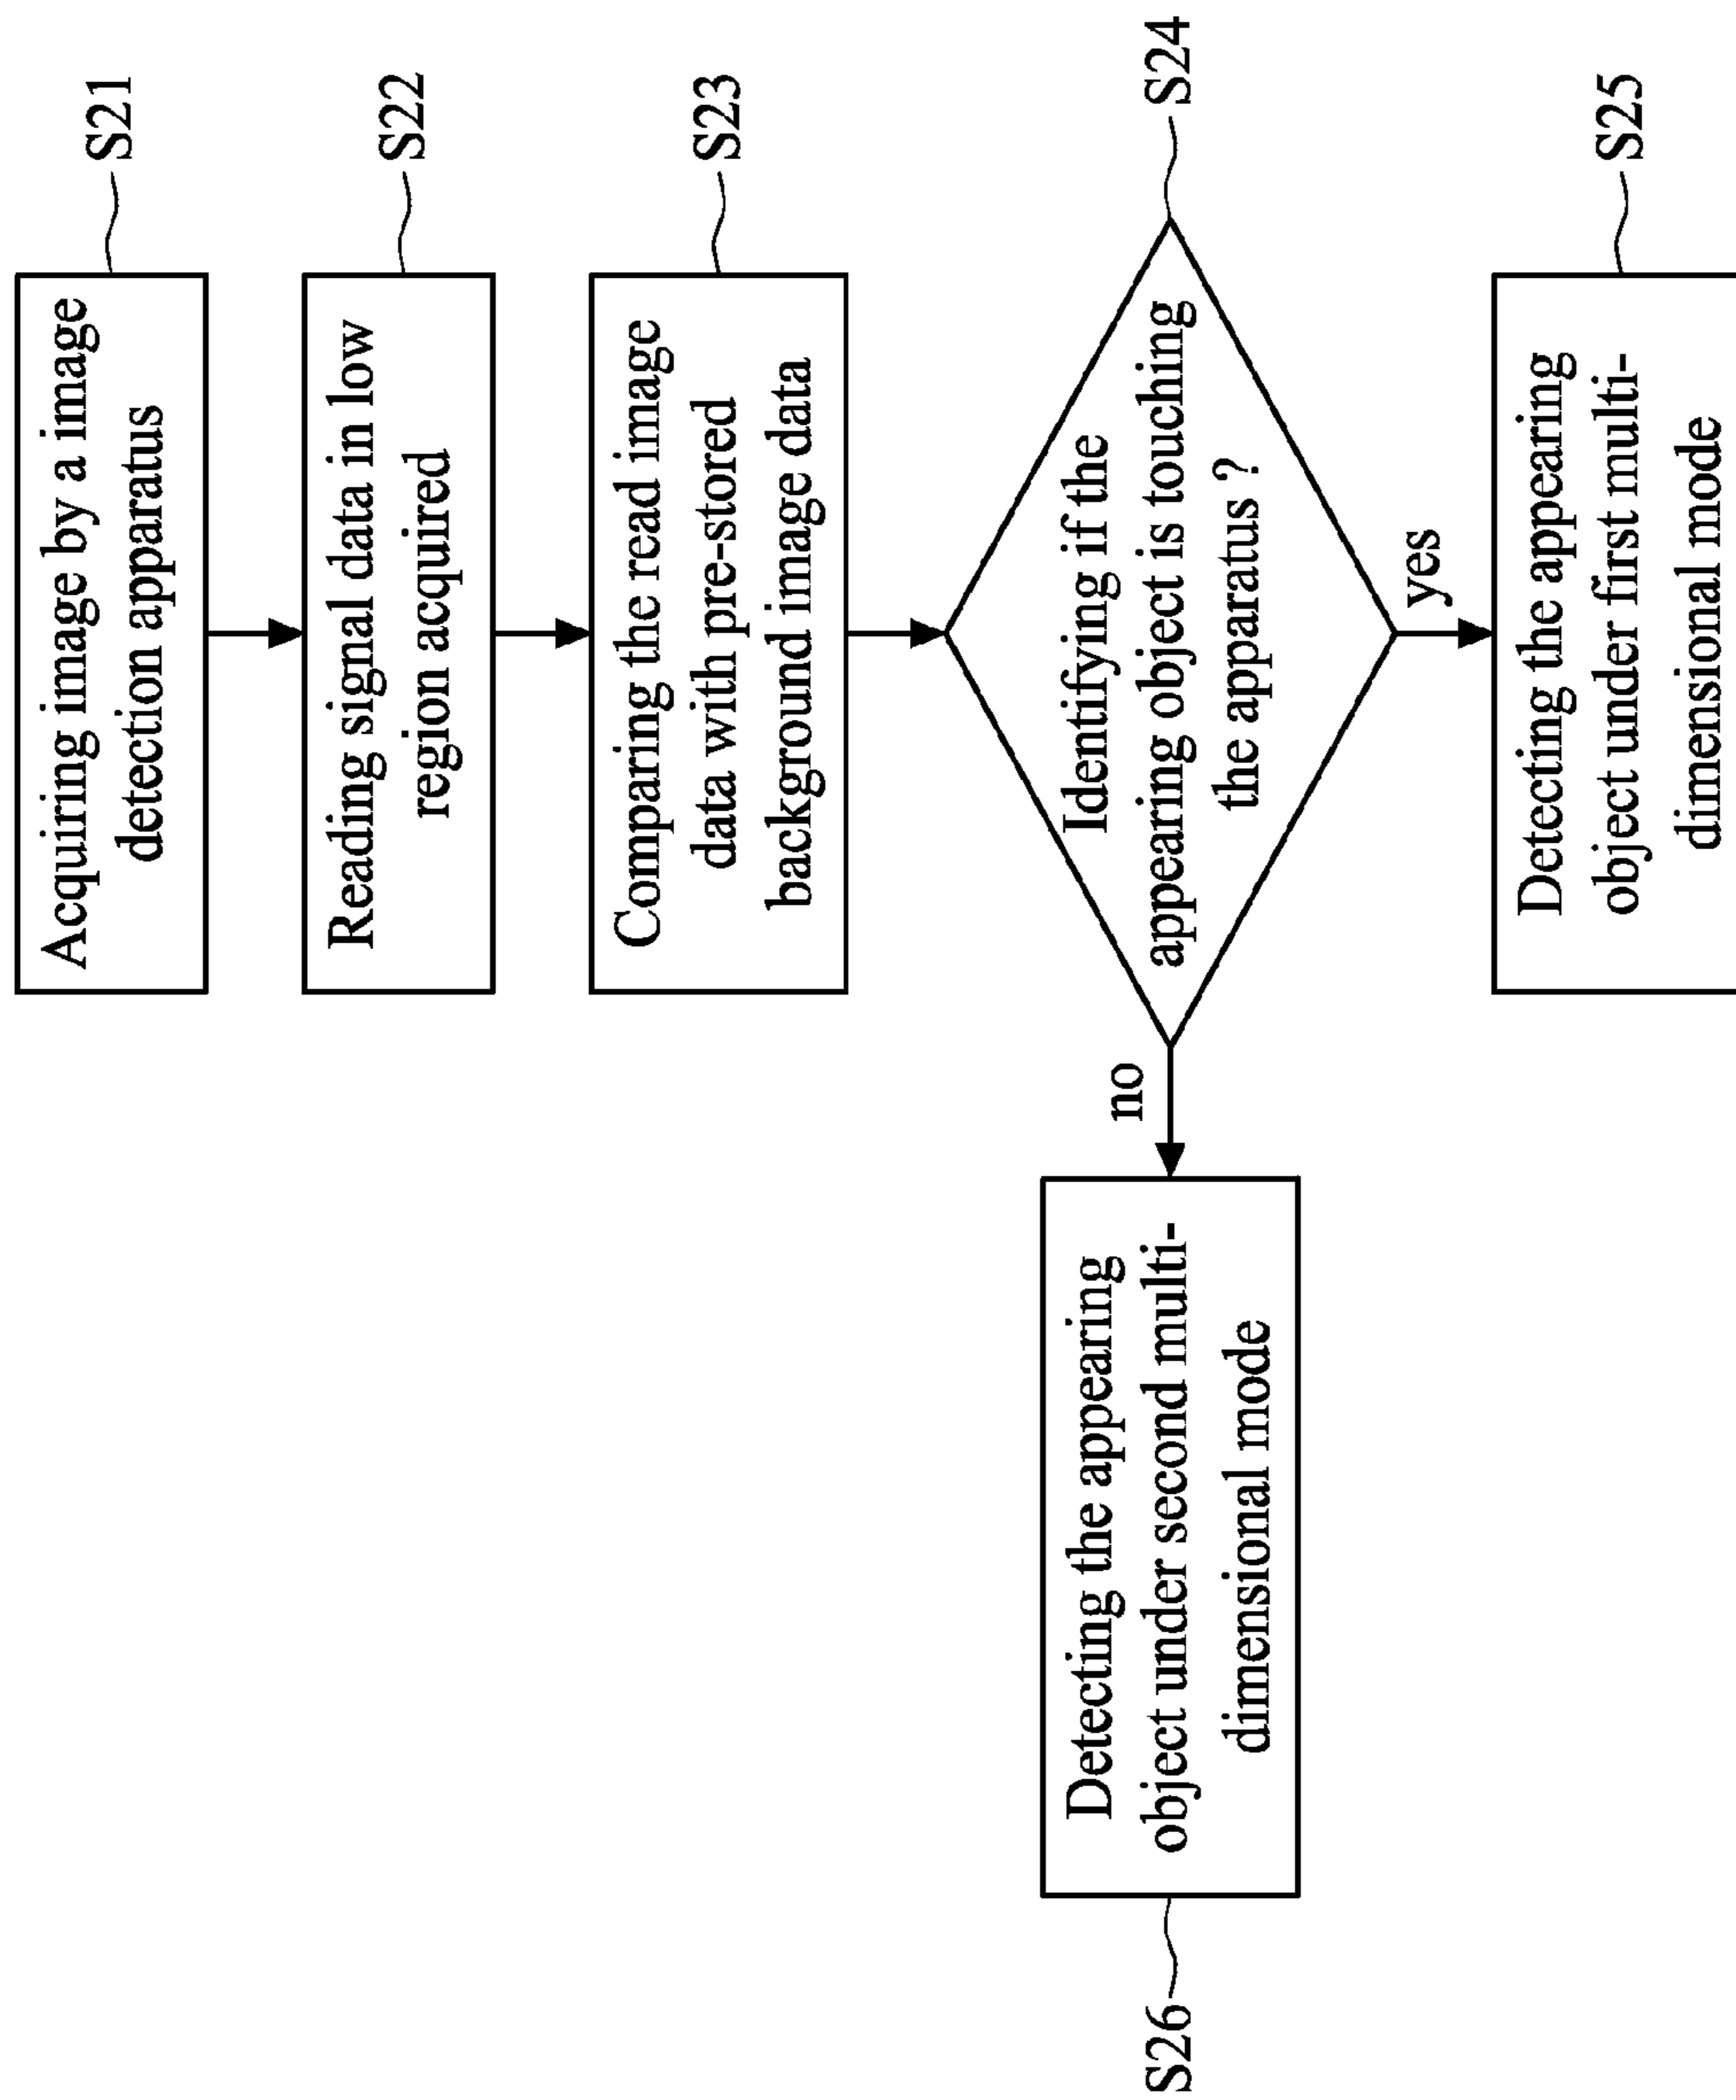 Acquiring image by a image
detection apparatus
S21
Reading signal data in low
region acquired
S22
Comparing the read image
data with pre-stored
background image data
S23
Identifying if the
appearing object is touching
the apparatus ?
S24
no
yes
Detecting the appearing
object under second multi-
dimensional mode
S26
Detecting the appearing
object under first multi-
dimensional mode
S25